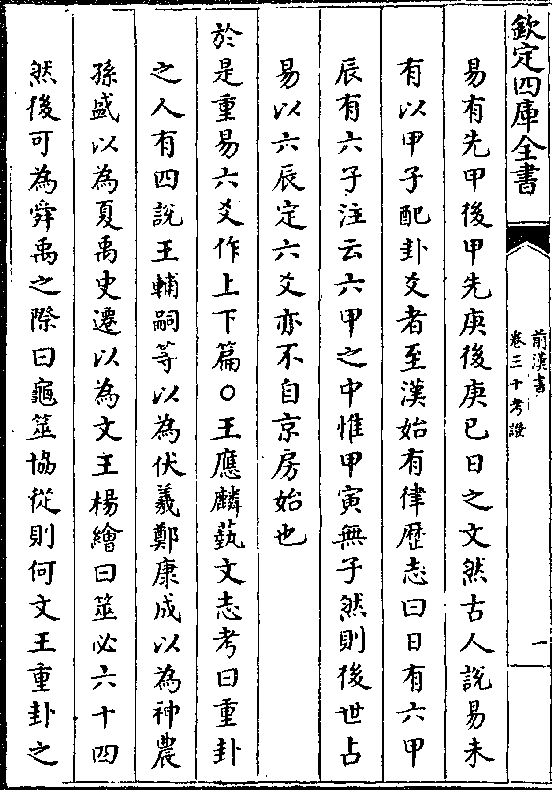 欽定四庫全書
前漢書
卷三十考證
一
易有先甲後甲先庚後庚已日之文然古人說易未
有以甲子配卦爻者至漢始有律歷志曰日有六甲
辰有六子注云六甲之中惟甲寅無子然則後世占
易以六辰定六爻亦不自京房始也
於是重易六爻作上下篇○王應麟藝文志考曰重卦
之人有四說王輔嗣等以為伏羲鄭康成以為神農
孫盛以為夏禹史遷以為文王楊繪曰筮必六十四
然後可為舜禹之際曰龜筮協從則何文王重卦之